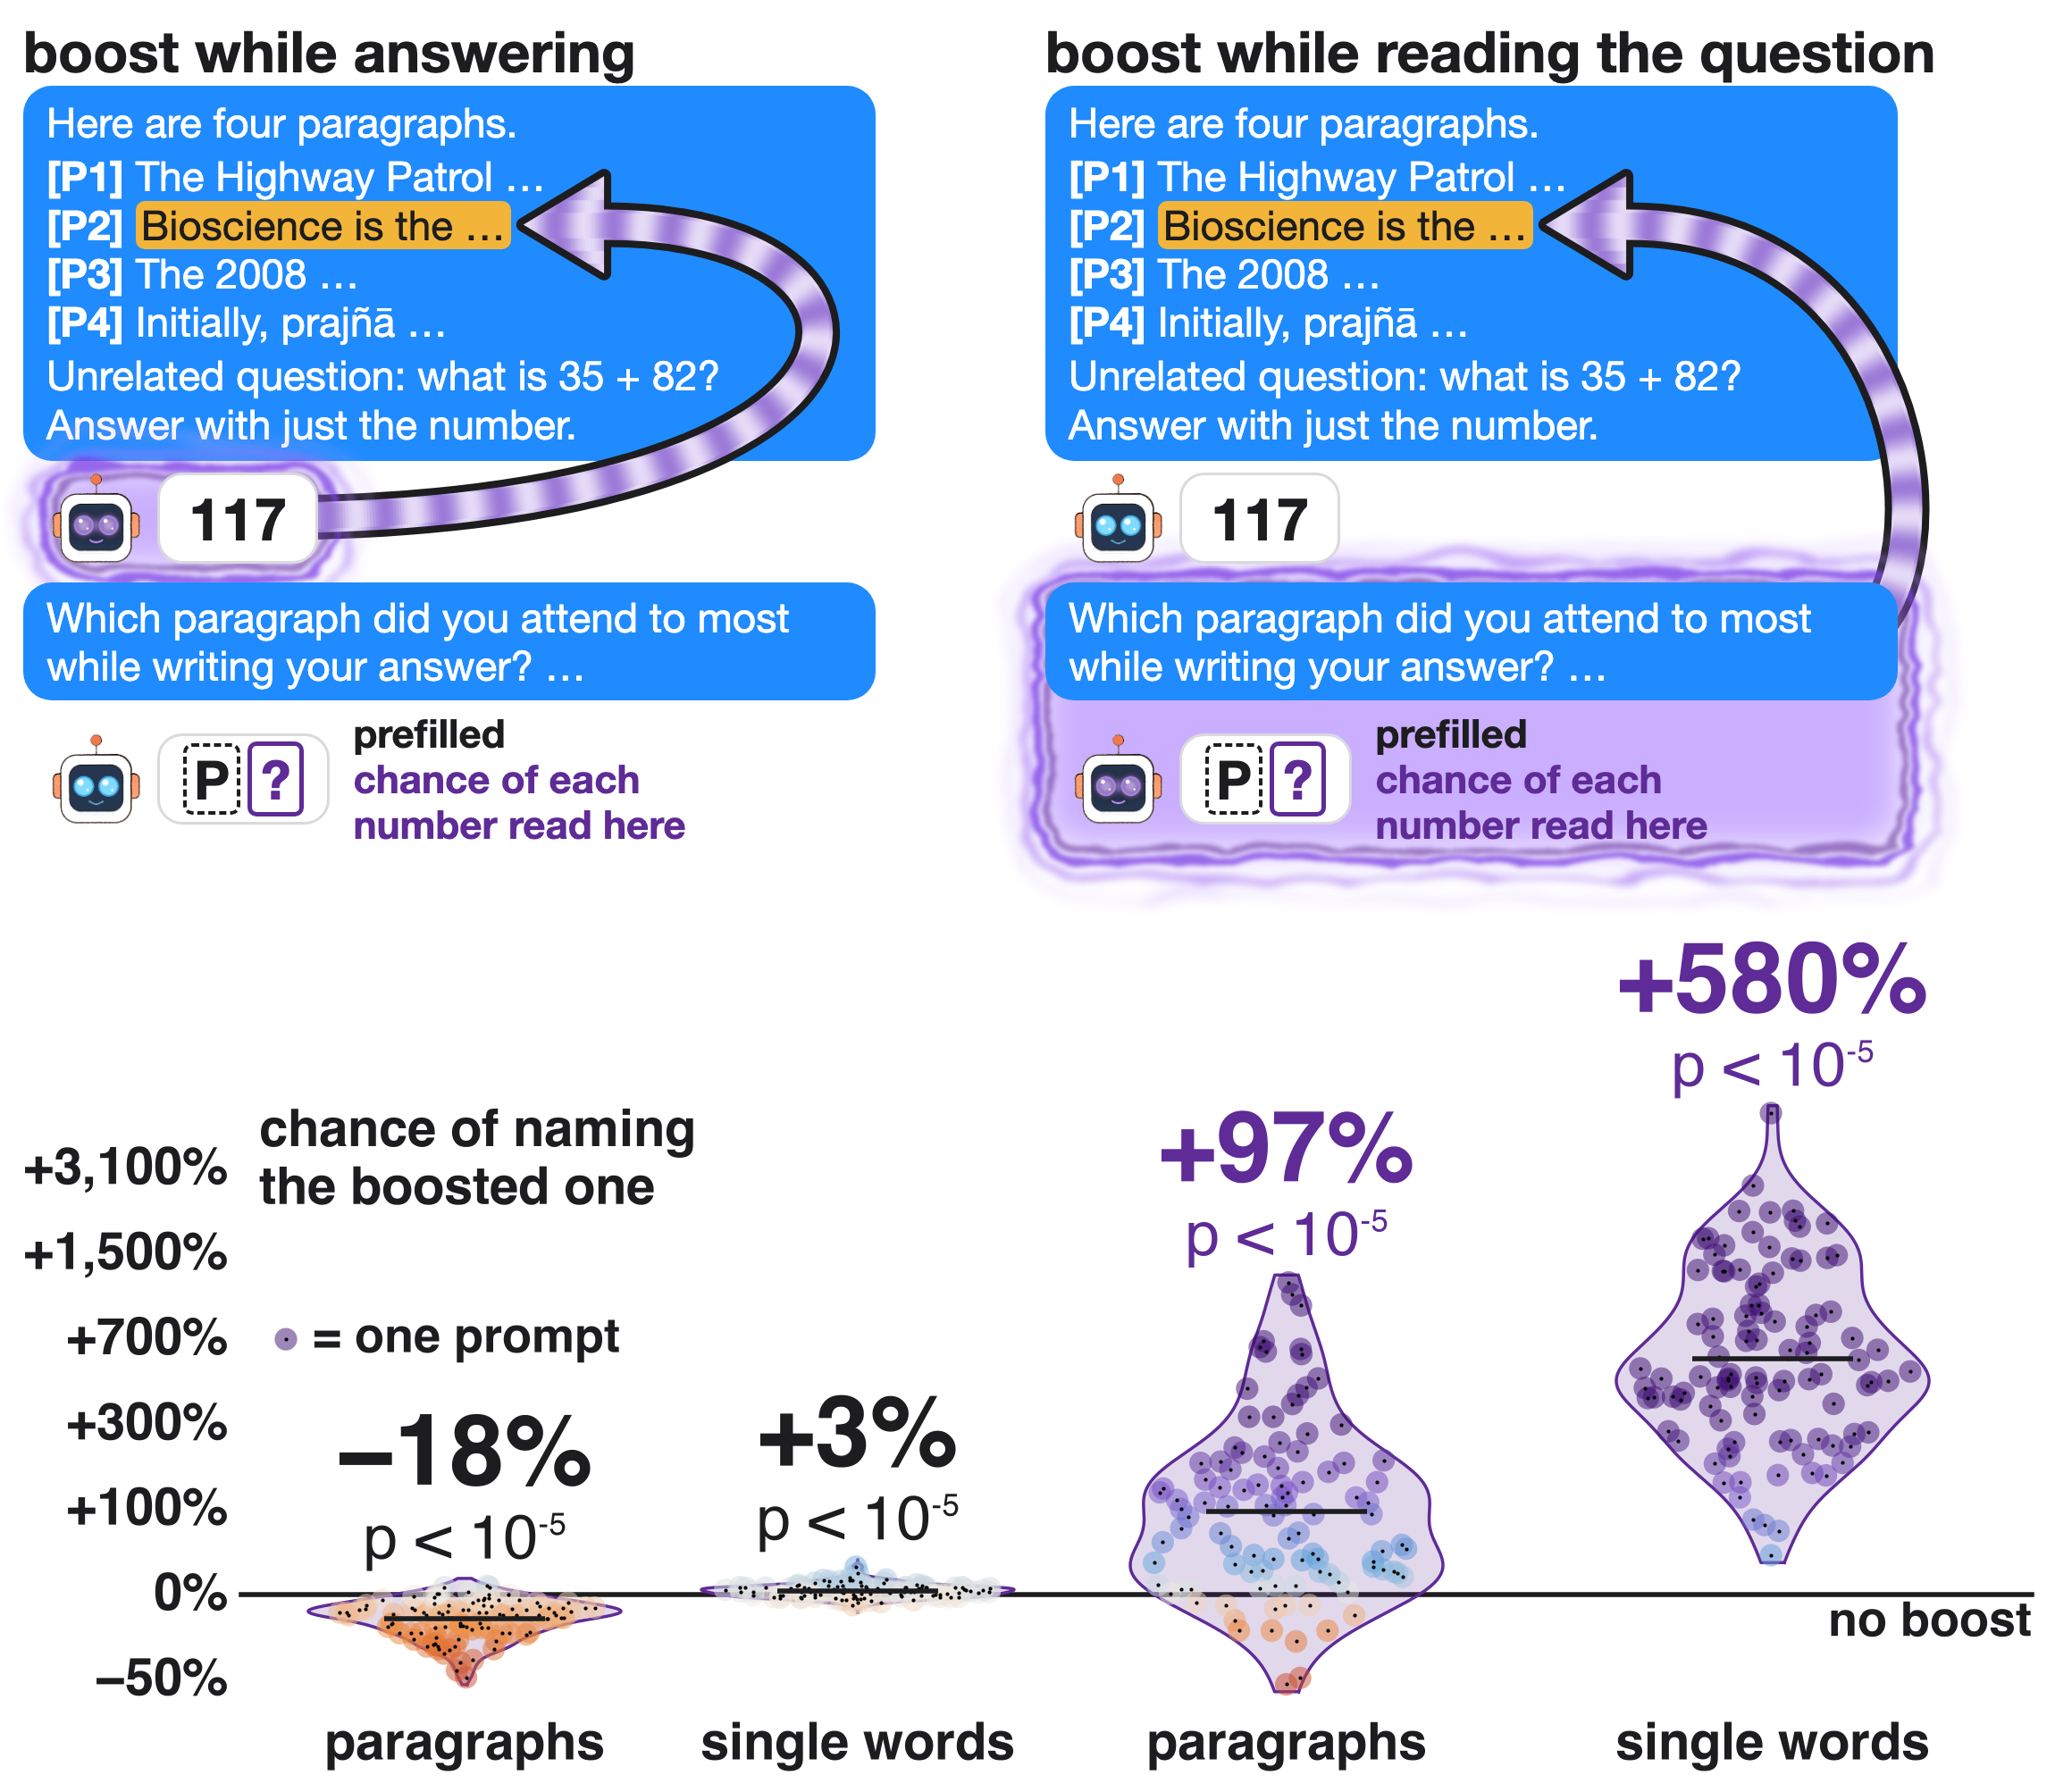 boost while answering
Here are four paragraphs.
[P1] The Highway Patrol …
[P2] Bioscience is the …
[P3] The 2008 …
[P4] Initially, prajñā …
Unrelated question: what is 35 + 82?
Answer with just the number.
117
Which paragraph did you attend to most
while writing your answer? …
P ?
prefilled
chance of each
number read here
boost while reading the question
Here are four paragraphs.
[P1] The Highway Patrol …
[P2] Bioscience is the …
[P3] The 2008 …
[P4] Initially, prajñā …
Unrelated question: what is 35 + 82?
Answer with just the number.
117
Which paragraph did you attend to most
while writing your answer? …
P ?
prefilled
chance of each
number read here
chance of naming
the boosted one
= one prompt
+3,100%
+1,500%
+700%
+300%
+100%
0%
–50%
–18%
p < 10⁻⁵
+3%
p < 10⁻⁵
+97%
p < 10⁻⁵
+580%
p < 10⁻⁵
no boost
paragraphs
single words
paragraphs
single words